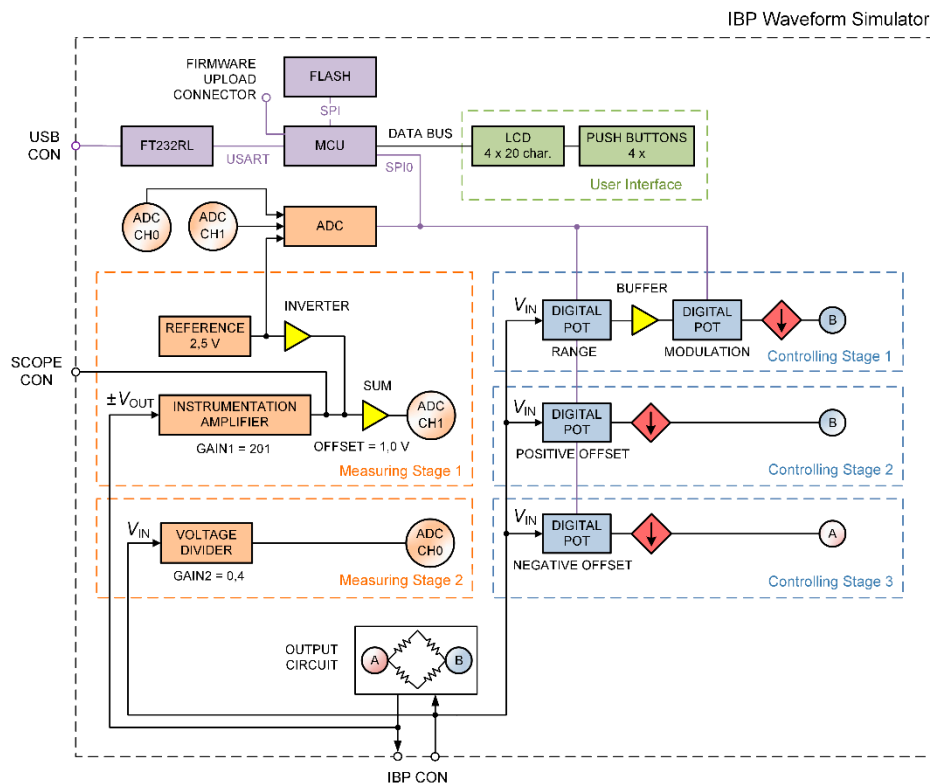 IBP Waveform Simulator
FIRMWARE
UPLOAD
CONNECTOR
FLASH
SPI
USB
CON
FT232RL
USART
MCU
DATA BUS
SPI0
LCD
4 x 20 char.
PUSH BUTTONS
4 x
User Interface
ADC
CH0
ADC
CH1
ADC
INVERTER
REFERENCE
2,5 V
SCOPE
CON
±VOUT
INSTRUMENTATION
AMPLIFIER
GAIN1 = 201
SUM
OFFSET = 1,0 V
ADC
CH1
Measuring Stage 1
VIN
VOLTAGE
DIVIDER
GAIN2 = 0,4
ADC
CH0
Measuring Stage 2
VIN
DIGITAL
POT
RANGE
BUFFER
DIGITAL
POT
MODULATION
B
Controlling Stage 1
VIN
DIGITAL
POT
POSITIVE OFFSET
B
Controlling Stage 2
VIN
DIGITAL
POT
NEGATIVE OFFSET
A
Controlling Stage 3
OUTPUT
CIRCUIT
A
B
IBP CON